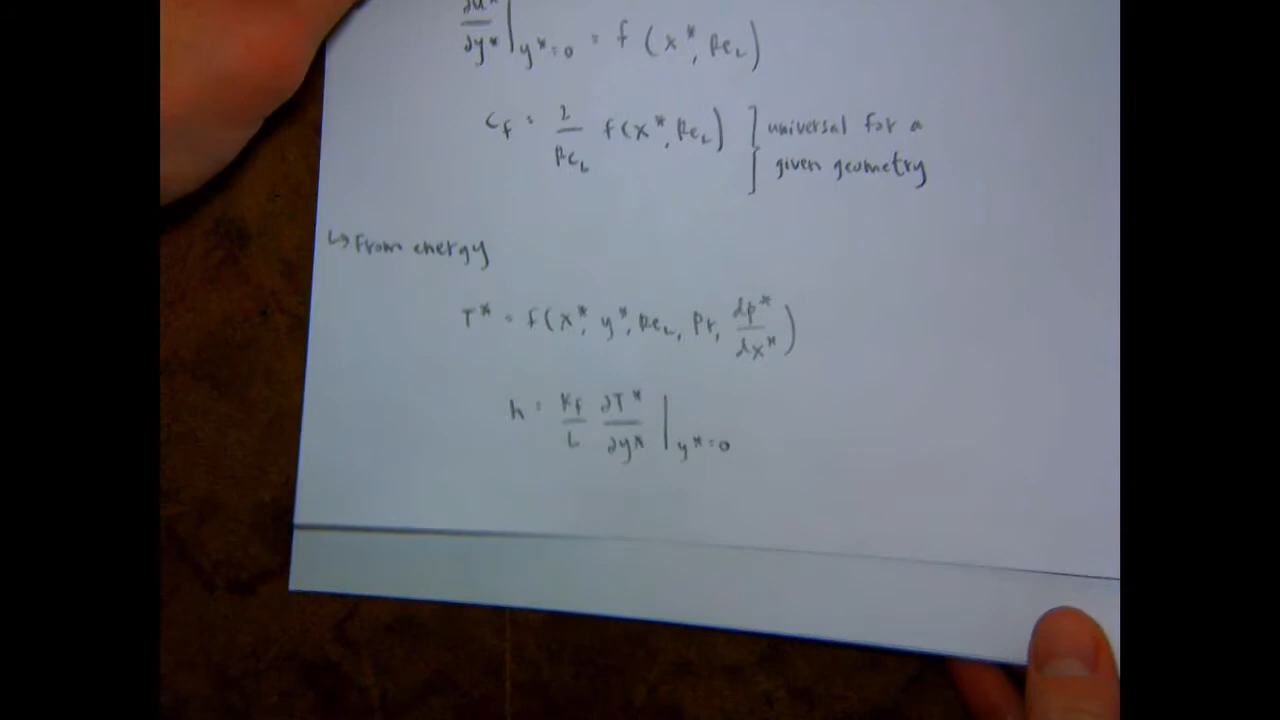 ∂u*/∂y* |y*=0 = f(x*, ReL)
Cf = 2/ReL f(x*, ReL) } universal for a
given geometry
↳ From energy
T* = f(x*, y*, ReL, Pr, dp*/dx*)
h = kf/L ∂T*/∂y* |y*=0